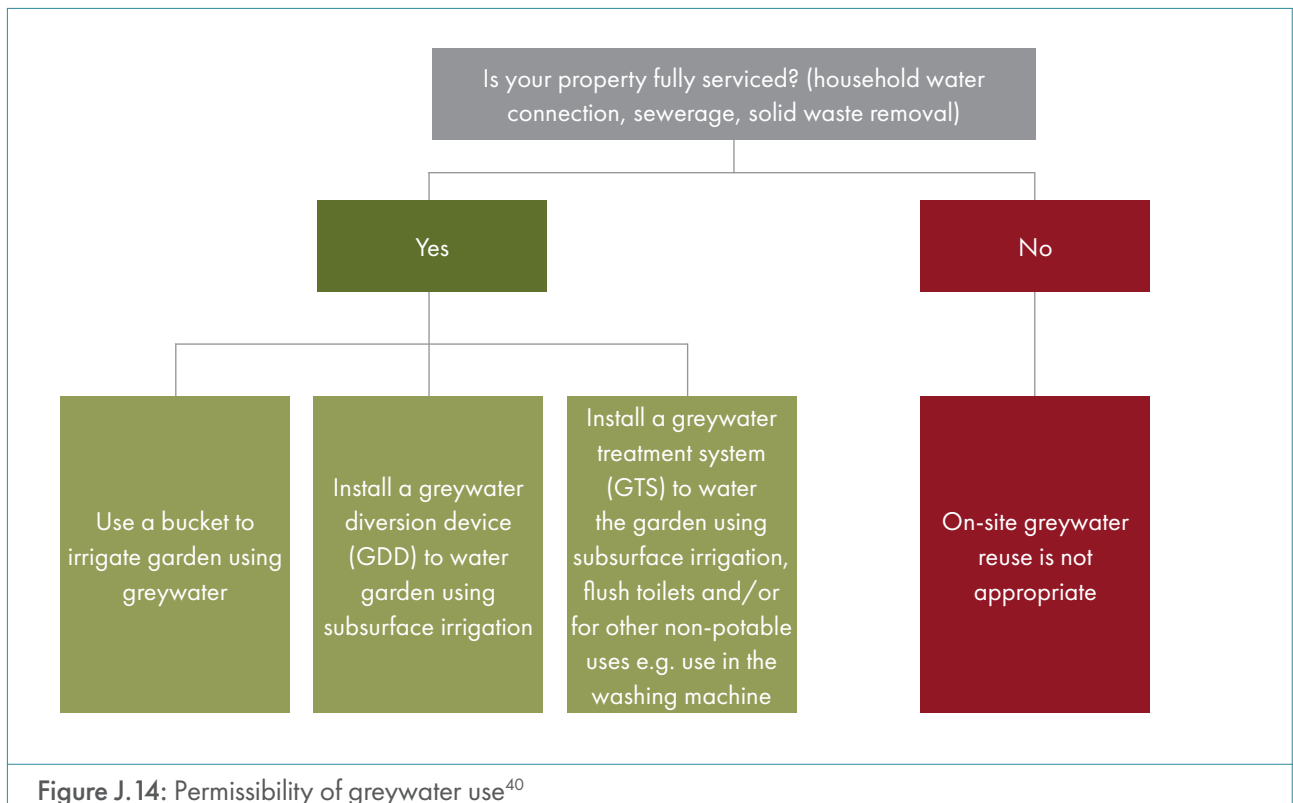 Is your property fully serviced? (household water
connection, sewerage, solid waste removal)
Yes
No
Use a bucket to
irrigate garden using
greywater
Install a greywater
diversion device
(GDD) to water
garden using
subsurface irrigation
Install a greywater
treatment system
(GTS) to water
the garden using
subsurface irrigation,
flush toilets and/or
for other non-potable
uses e.g. use in the
washing machine
On-site greywater
reuse is not
appropriate
Figure J.14: Permissibility of greywater use40